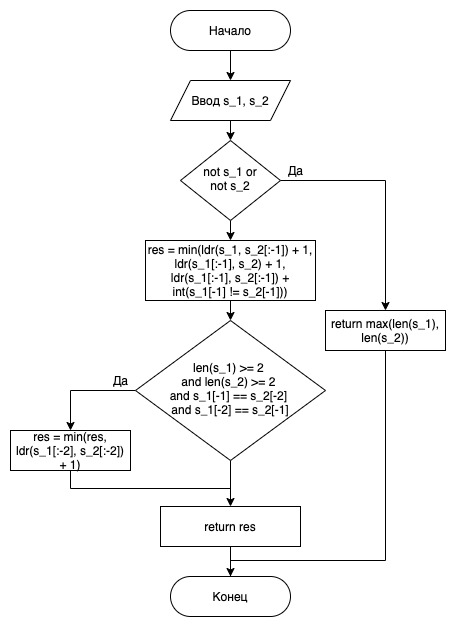 Начало
Ввод s_1, s_2
not s_1 or
not s_2
Да
res = min(ldr(s_1, s_2[:-1]) + 1,
ldr(s_1[:-1], s_2) + 1,
ldr(s_1[:-1], s_2[:-1]) +
int(s_1[-1] != s_2[-1]))
return max(len(s_1),
len(s_2))
len(s_1) >= 2
and len(s_2) >= 2
and s_1[-1] == s_2[-2]
and s_1[-2] == s_2[-1]
Да
res = min(res,
ldr(s_1[:-2], s_2[:-2])
+ 1)
return res
Конец